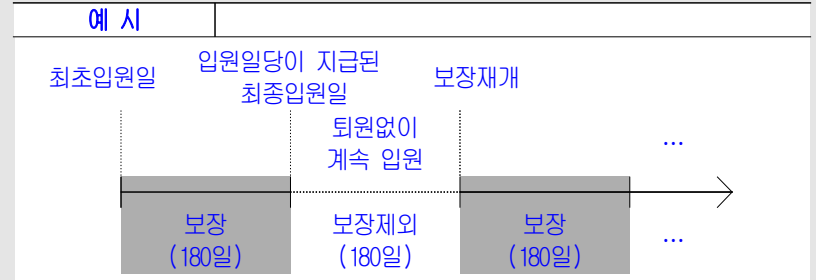 예 시
최초입원일
입원일당이 지급된
최종입원일
보장재개
퇴원없이
계속 입원
...
보장
(180일)
보장제외
(180일)
보장
(180일)
...